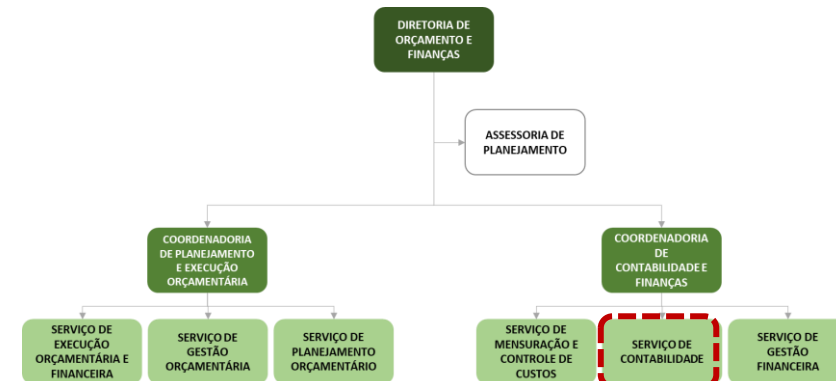 DIRETORIA DE
ORÇAMENTO E
FINANÇAS
ASSESSORIA DE
PLANEJAMENTO
COORDENADORIA
DE PLANEJAMENTO
E EXECUÇÃO
ORÇAMENTÁRIA
COORDENADORIA
DE
CONTABILIDADE E
FINANÇAS
SERVIÇO DE
EXECUÇÃO
ORÇAMENTÁRIA E
FINANCEIRA
SERVIÇO DE
GESTÃO
ORÇAMENTÁRIA
SERVIÇO DE
PLANEJAMENTO
ORÇAMENTÁRIO
SERVIÇO DE
MENSURAÇÃO E
CONTROLE DE
CUSTOS
SERVIÇO DE
CONTABILIDADE
SERVIÇO DE
GESTÃO
FINANCEIRA